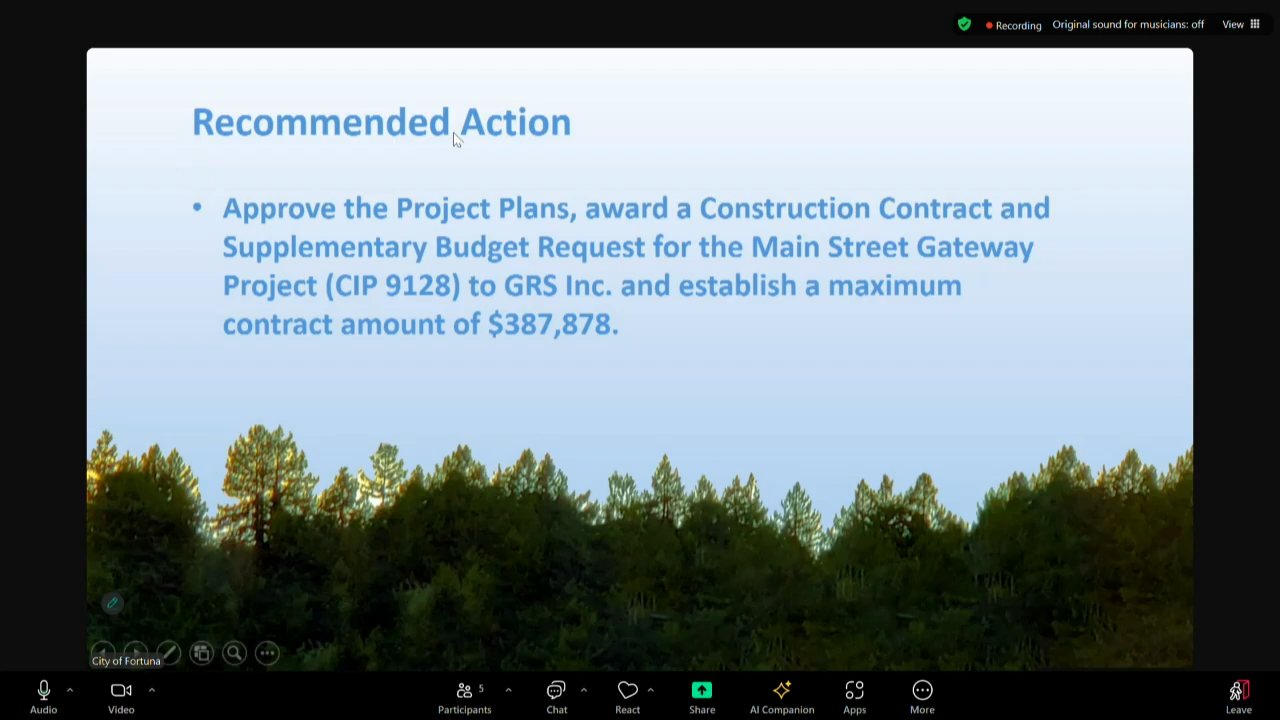 Recording Original sound for musicians: off View
Recommended Action
• Approve the Project Plans, award a Construction Contract and
Supplementary Budget Request for the Main Street Gateway
Project (CIP 9128) to GRS Inc. and establish a maximum
contract amount of $387,878.
City of Fortuna
Audio Video Participants 5 Chat React Share AI Companion Apps More Leave